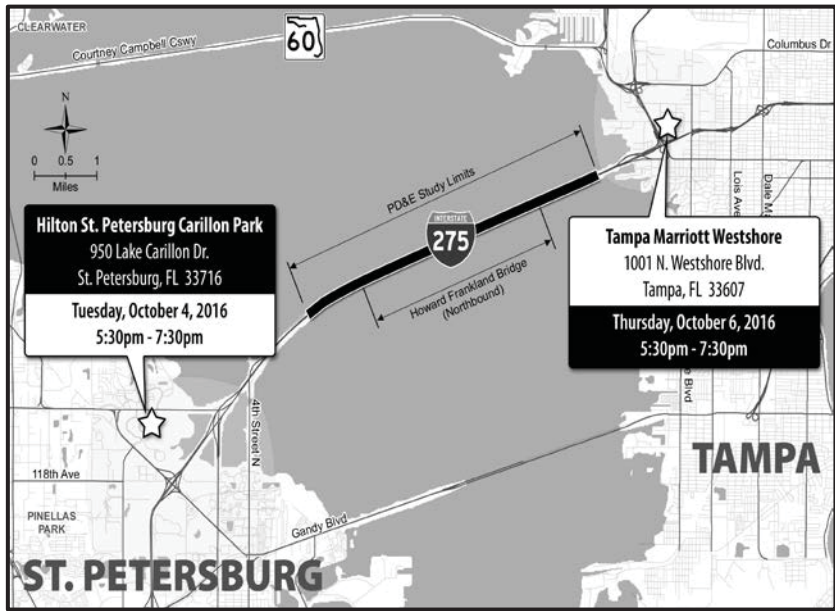 CLEARWATER
Courtney Campbell Cswy
60
Columbus Dr
N
0 0.5 1
Miles
PD&E Study Limits
INTERSTATE
275
Howard Frankland Bridge
(Northbound)
Lois Ave
Dale Ma
Hilton St. Petersburg Carillon Park
950 Lake Carillon Dr.
St. Petersburg, FL 33716
Tuesday, October 4, 2016
5:30pm - 7:30pm
Tampa Marriott Westshore
1001 N. Westshore Blvd.
Tampa, FL 33607
Thursday, October 6, 2016
5:30pm - 7:30pm
e Blvd
4th Street N
118th Ave
PINELLAS
PARK
Gandy Blvd
TAMPA
ST. PETERSBURG